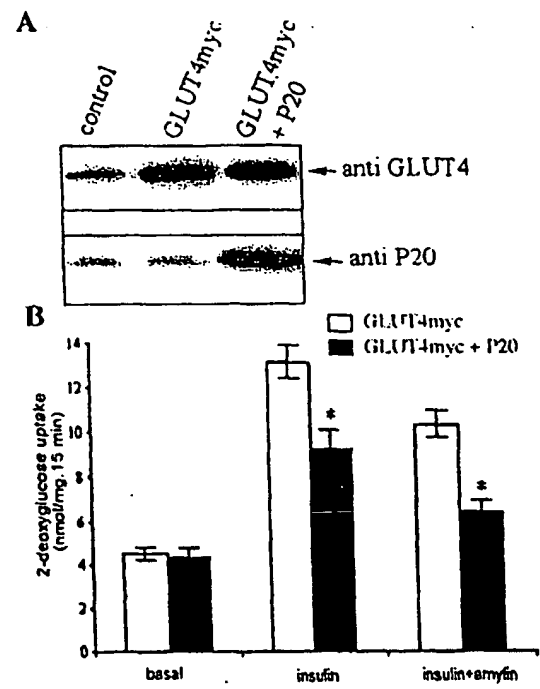 A
control
GLUT4myc
GLUT4myc
+ P20
anti GLUT4
anti P20
B
GLUT4myc
GLUT4myc + P20
2-deoxyglucose uptake
(nmol/mg. 15 min)
14
12
10
8
6
4
2
0
*
*
basal
insulin
insulin+amylin